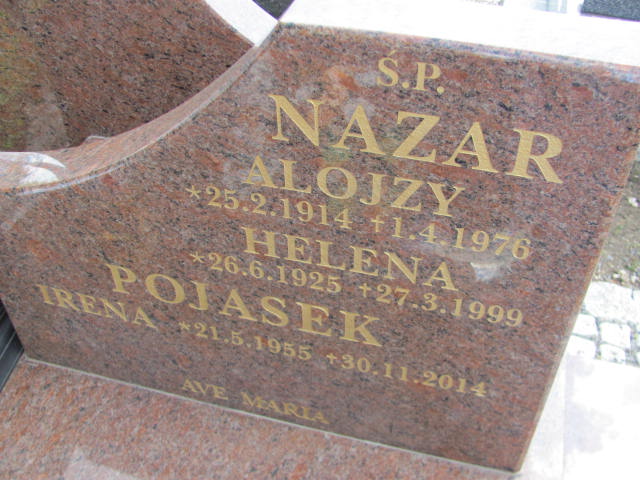 Ś.P.
NAZAR
ALOJZY
*25.2.1914 +1.4.1976
HELENA
*26.6.1925 +27.3.1999
POJASEK
IRENA *21.5.1955 +30.11.2014
AVE MARIA